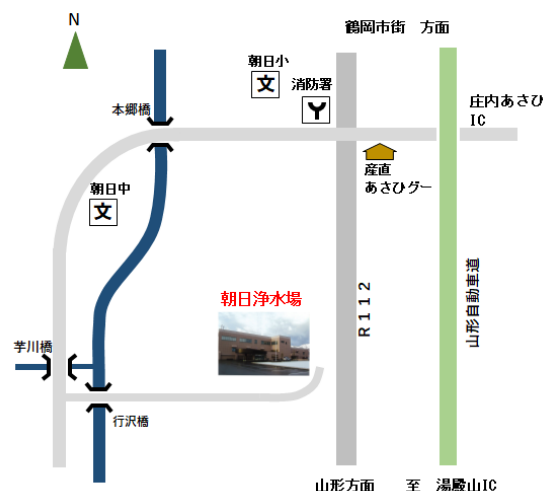 N
鶴岡市街 方面
朝日小
文
消防署
本郷橋
庄内あさひ
IC
産直
あさひグー
朝日中
文
朝日浄水場
R112
山形自動車道
芋川橋
行沢橋
山形方面 至 湯殿山IC